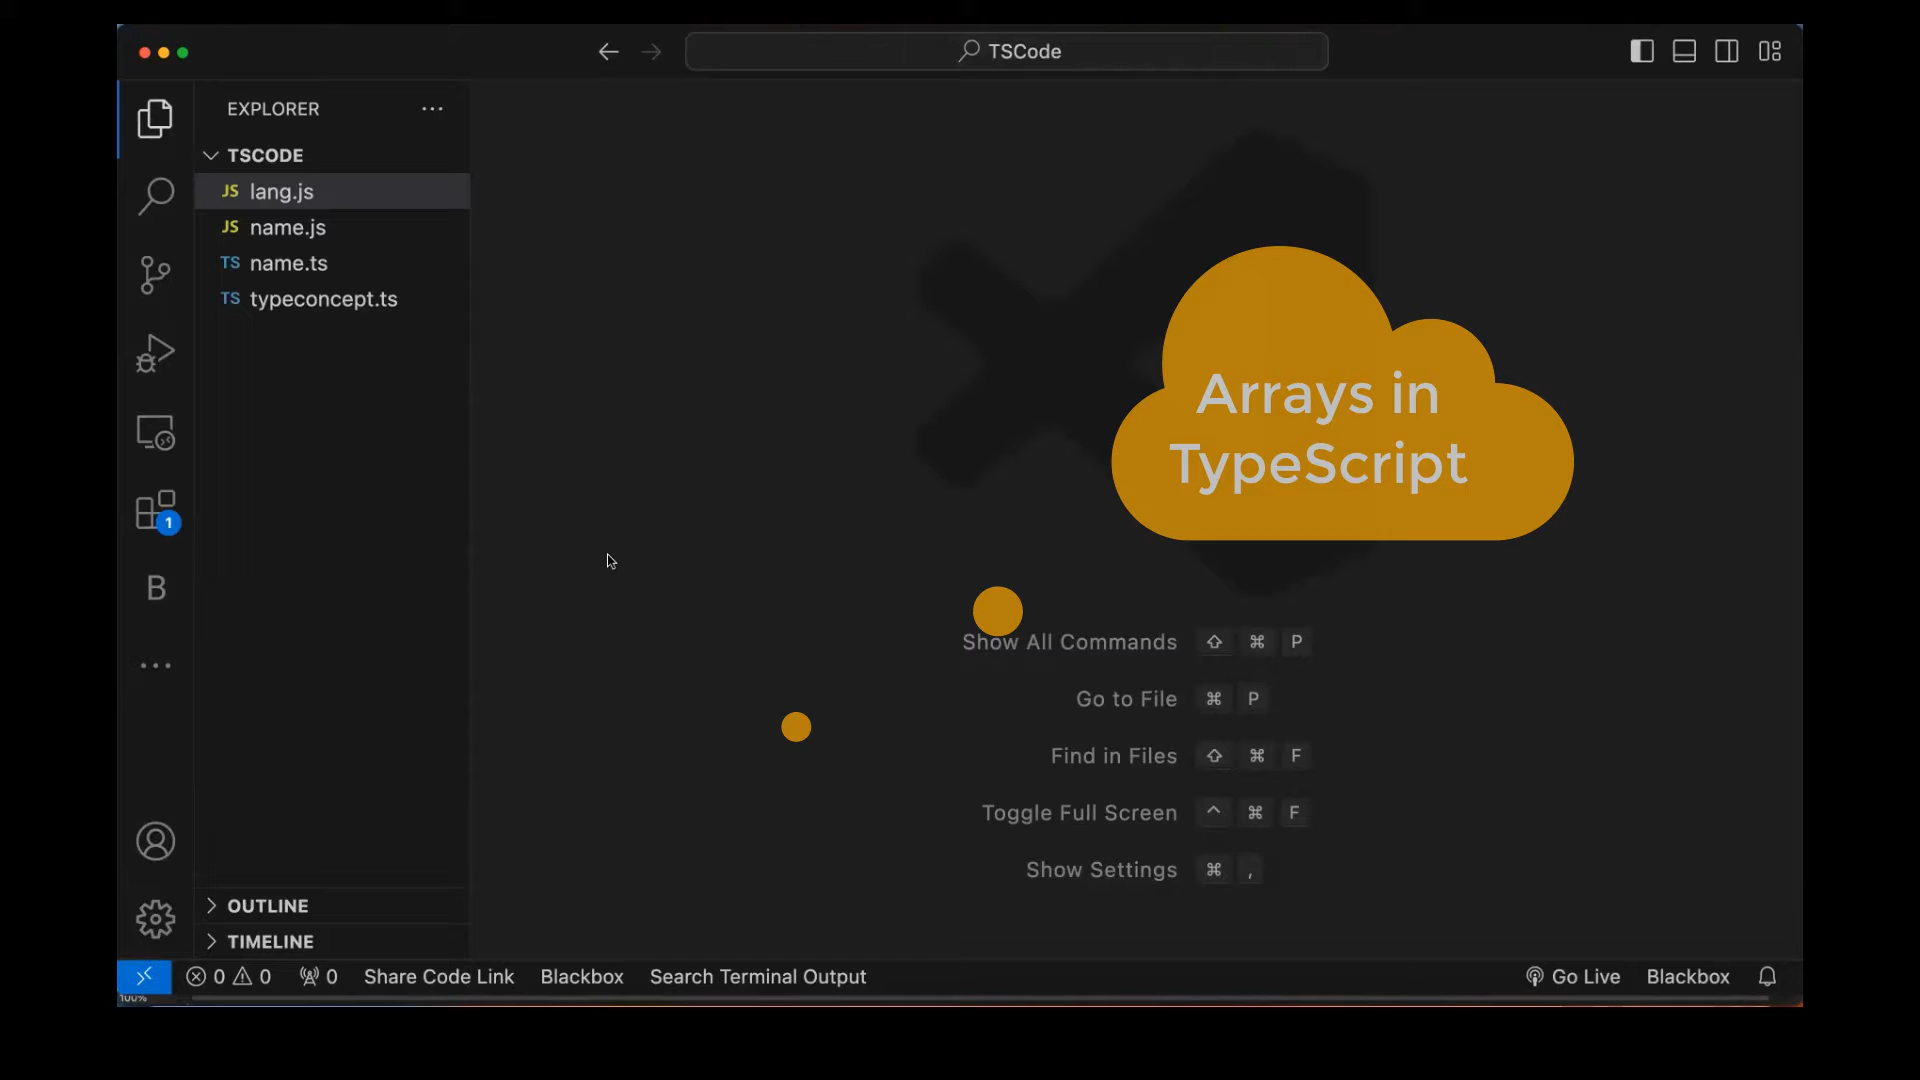 TSCode
EXPLORER
TSCODE
JS lang.js
JS name.js
TS name.ts
TS typeconcept.ts
1
B
Arrays in
TypeScript
Show All Commands ⇧ ⌘ P
Go to File ⌘ P
Find in Files ⇧ ⌘ F
Toggle Full Screen ^ ⌘ F
Show Settings ⌘ ,
OUTLINE
TIMELINE
0 0 0 Share Code Link Blackbox Search Terminal Output Go Live Blackbox
100%